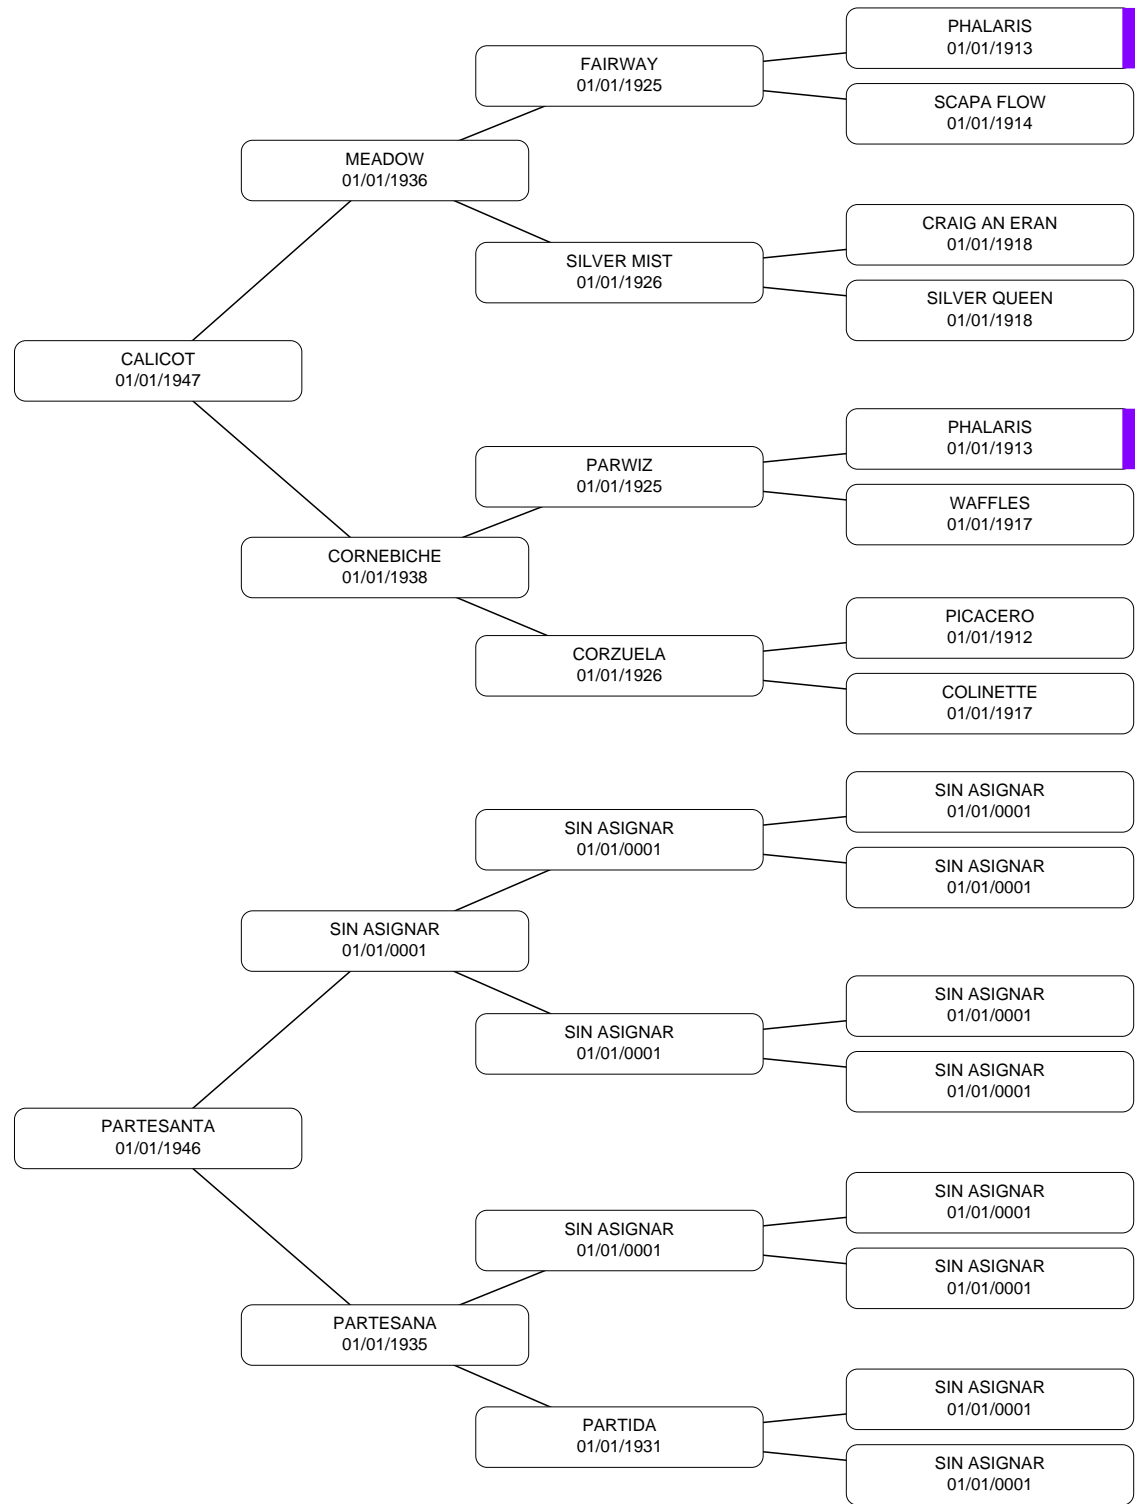 PHALARIS
01/01/1913
FAIRWAY
01/01/1925
SCAPA FLOW
01/01/1914
MEADOW
01/01/1936
CRAIG AN ERAN
01/01/1918
SILVER MIST
01/01/1926
SILVER QUEEN
01/01/1918
CALICOT
01/01/1947
PHALARIS
01/01/1913
PARWIZ
01/01/1925
WAFFLES
01/01/1917
CORNEBICHE
01/01/1938
PICACERO
01/01/1912
CORZUELA
01/01/1926
COLINETTE
01/01/1917
SIN ASIGNAR
01/01/0001
SIN ASIGNAR
01/01/0001
SIN ASIGNAR
01/01/0001
SIN ASIGNAR
01/01/0001
SIN ASIGNAR
01/01/0001
SIN ASIGNAR
01/01/0001
SIN ASIGNAR
01/01/0001
PARTESANTA
01/01/1946
SIN ASIGNAR
01/01/0001
SIN ASIGNAR
01/01/0001
SIN ASIGNAR
01/01/0001
PARTESANA
01/01/1935
SIN ASIGNAR
01/01/0001
PARTIDA
01/01/1931
SIN ASIGNAR
01/01/0001